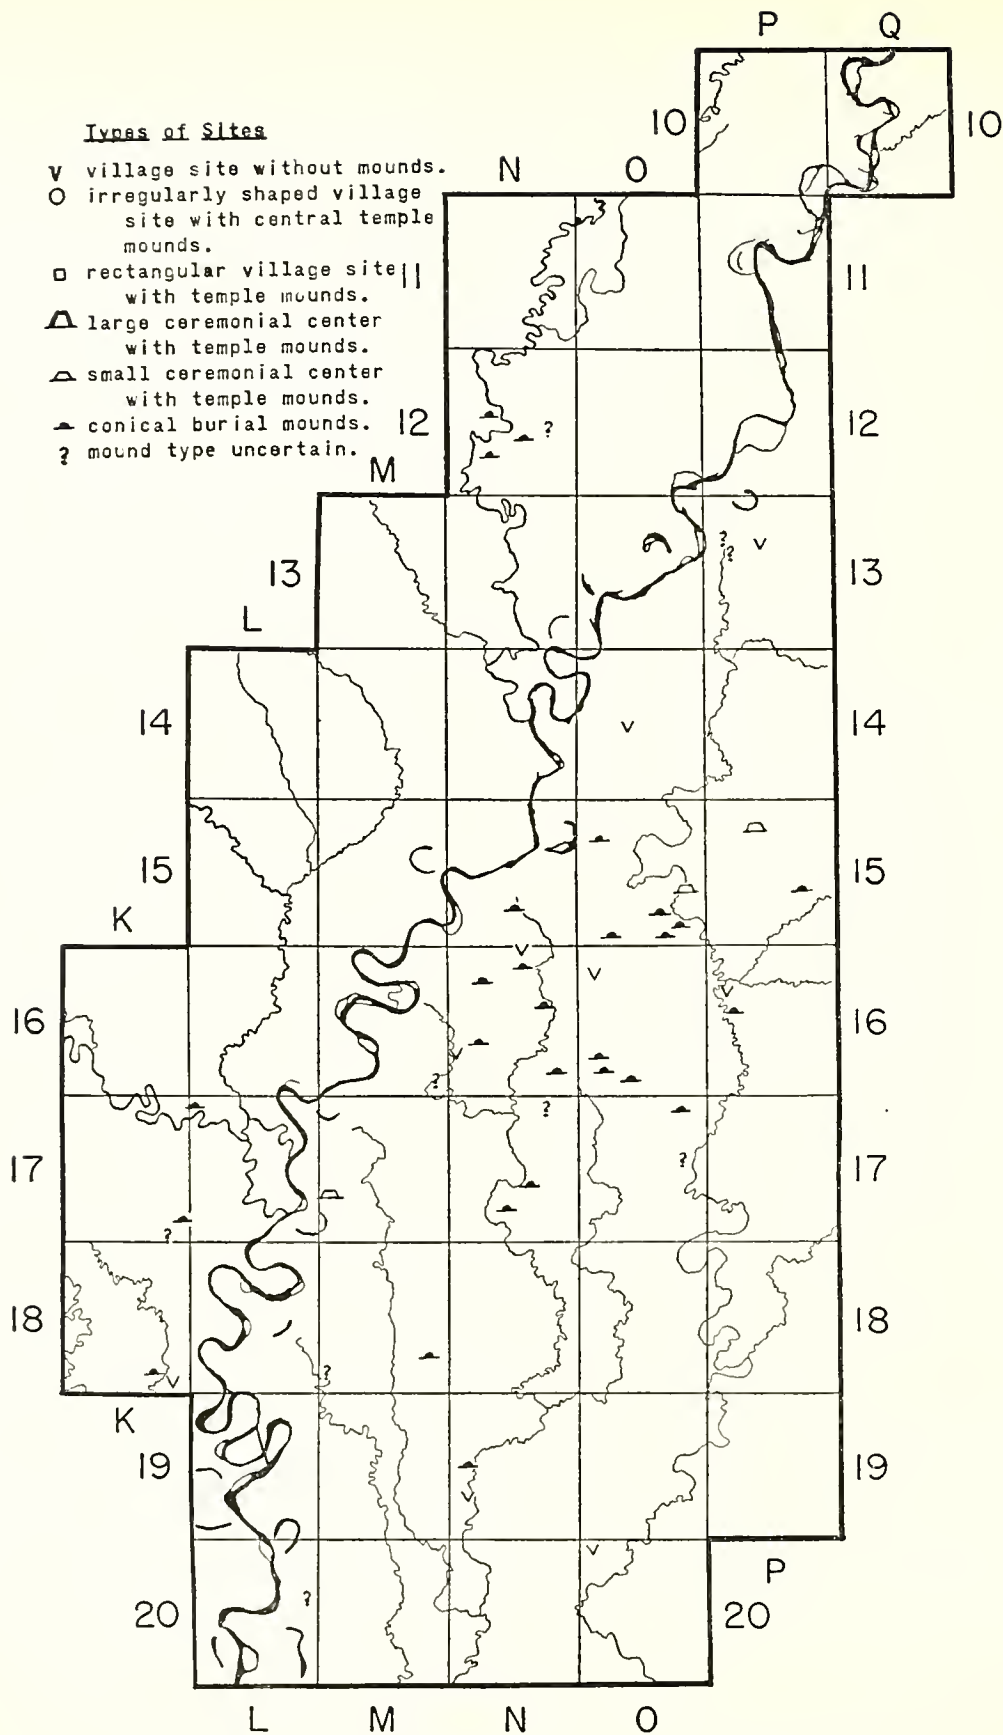 P Q
10 10
Types of Sites
V village site without mounds.
O irregularly shaped village
site with central temple
mounds.
□ rectangular village site
with temple mounds.
large ceremonial center
with temple mounds.
small ceremonial center
with temple mounds.
conical burial mounds.
? mound type uncertain.
N O
11 11
12 12
?
M
13 13
? ? V
L
14 14
V
15 15
K
V
V
V
16 16
V
?
?
17 17
?
?
18 18
?
V
K
19 19
V
V
P
20 20
?
L M N O